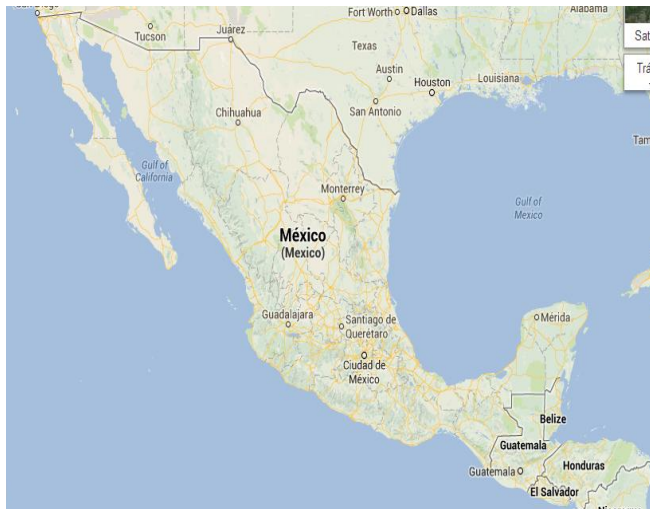 San Diego
Tucson
Juárez
Fort Worth
Dallas
Alabama
Texas
Austin
Houston
Louisiana
San Antonio
Sat
Trá
Chihuahua
Tam
Gulf of
California
Monterrey
Gulf of
Mexico
México
(Mexico)
Guadalajara
Santiago de
Querétaro
Mérida
Ciudad de
México
Belize
Guatemala
Guatemala
Honduras
El Salvador